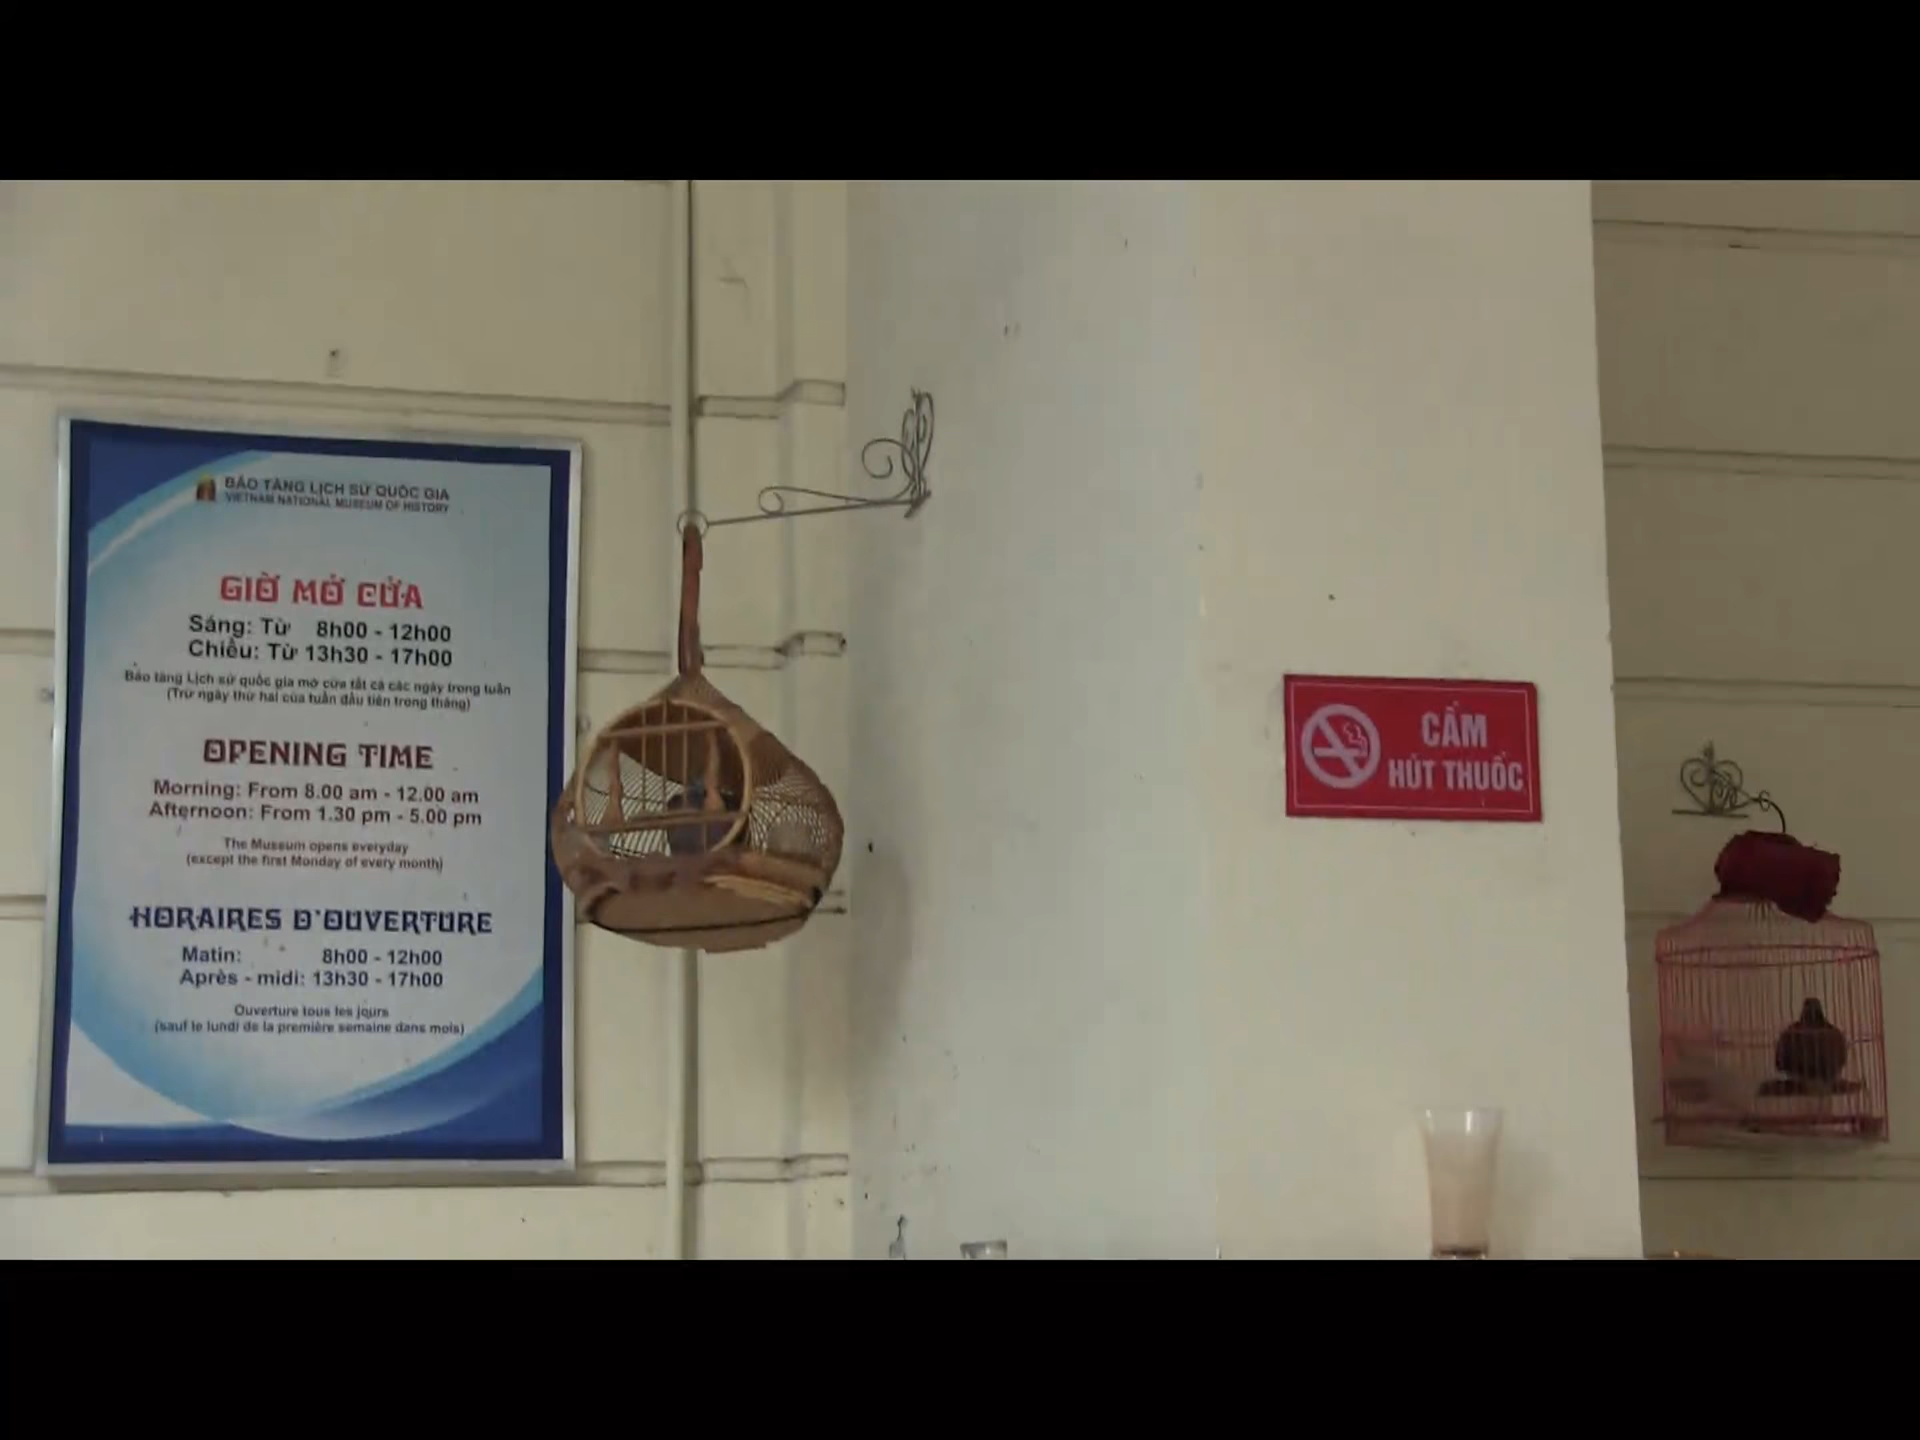 BẢO TÀNG LỊCH SỬ QUỐC GIA
VIETNAM NATIONAL MUSEUM OF HISTORY
GIỜ MỞ CỬA
Sáng: Từ 8h00 - 12h00
Chiều: Từ 13h30 - 17h00
Bảo tàng Lịch sử quốc gia mở cửa tất cả các ngày trong tuần
(Trừ ngày thứ hai của tuần đầu tiên trong tháng)
OPENING TIME
Morning: From 8.00 am - 12.00 am
Afternoon: From 1.30 pm - 5.00 pm
The Museum opens everyday
(except the first Monday of every month)
HORAIRES D'OUVERTURE
Matin: 8h00 - 12h00
Après - midi: 13h30 - 17h00
Ouverture tous les jours
(sauf le lundi de la première semaine dans mois)
CẤM
HÚT THUỐC